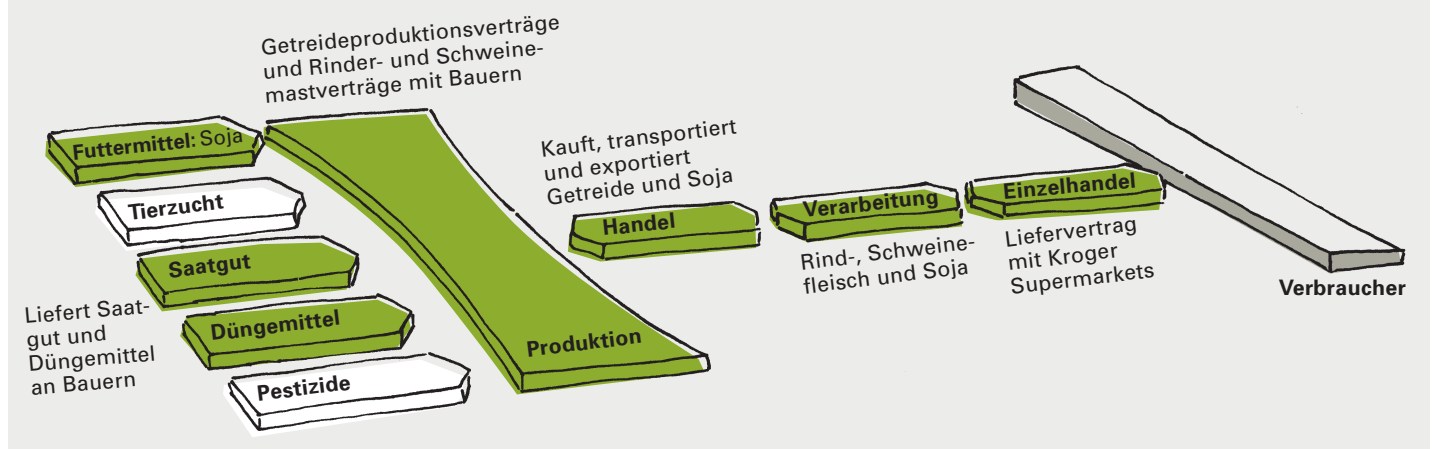 Getreideproduktionsverträge
und Rinder- und Schweine-
mastverträge mit Bauern
Futtermittel: Soja
Tierzucht
Saatgut
Düngemittel
Pestizide
Liefert Saat-
gut und
Düngemittel
an Bauern
Produktion
Kauft, transportiert
und exportiert
Getreide und Soja
Handel
Verarbeitung
Rind-, Schweine-
fleisch und Soja
Einzelhandel
Liefervertrag
mit Kroger
Supermarkets
Verbraucher